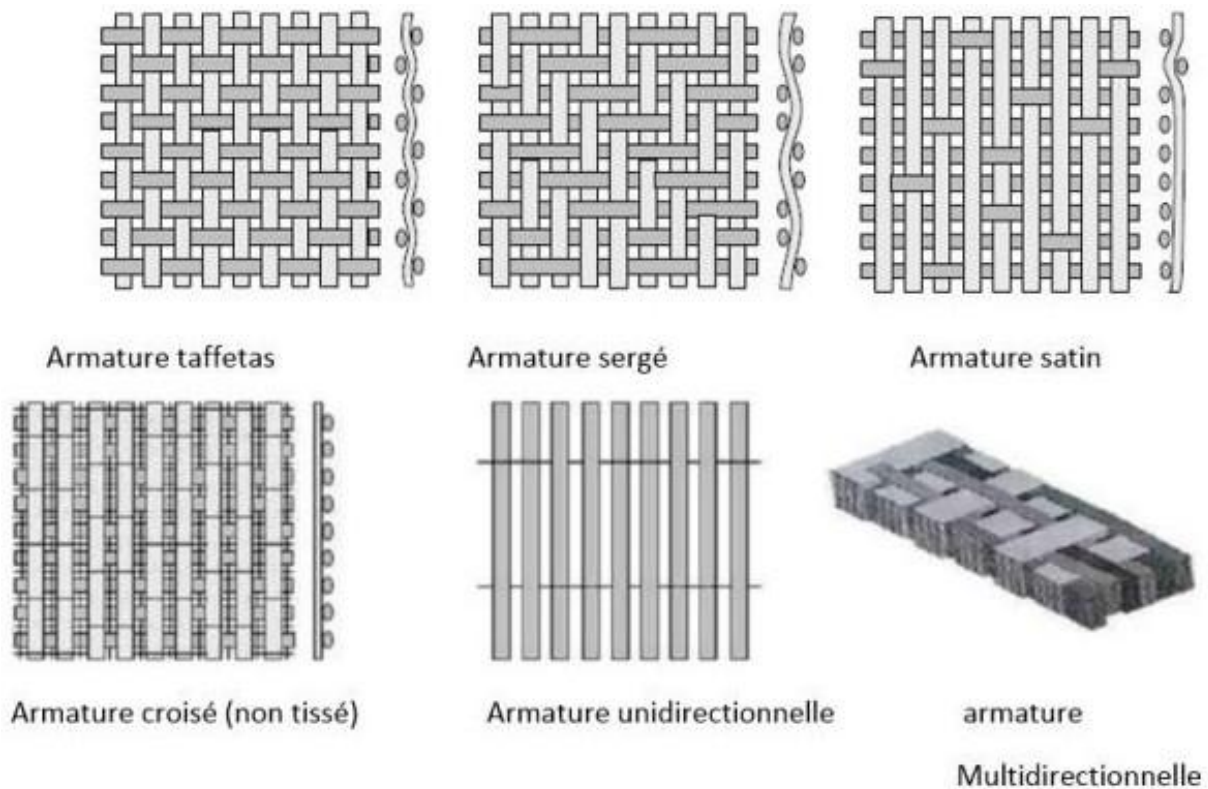 Armature taffetas
Armature sergé
Armature satin
Armature croisé (non tissé)
Armature unidirectionnelle
armature
Multidirectionnelle